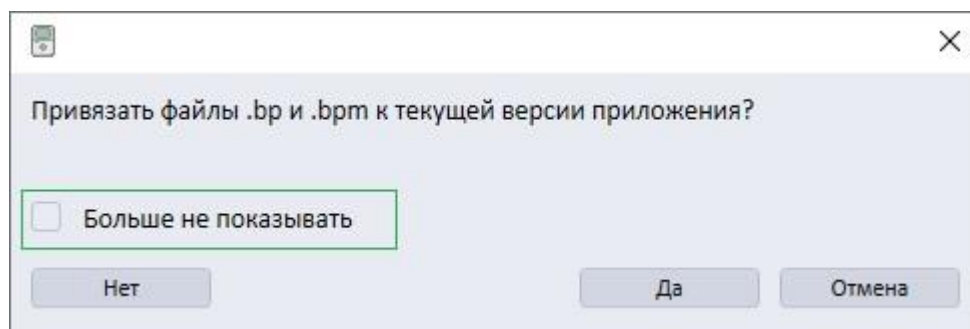 Привязать файлы .bp и .bpm к текущей версии приложения?
Больше не показывать
Нет
Да
Отмена